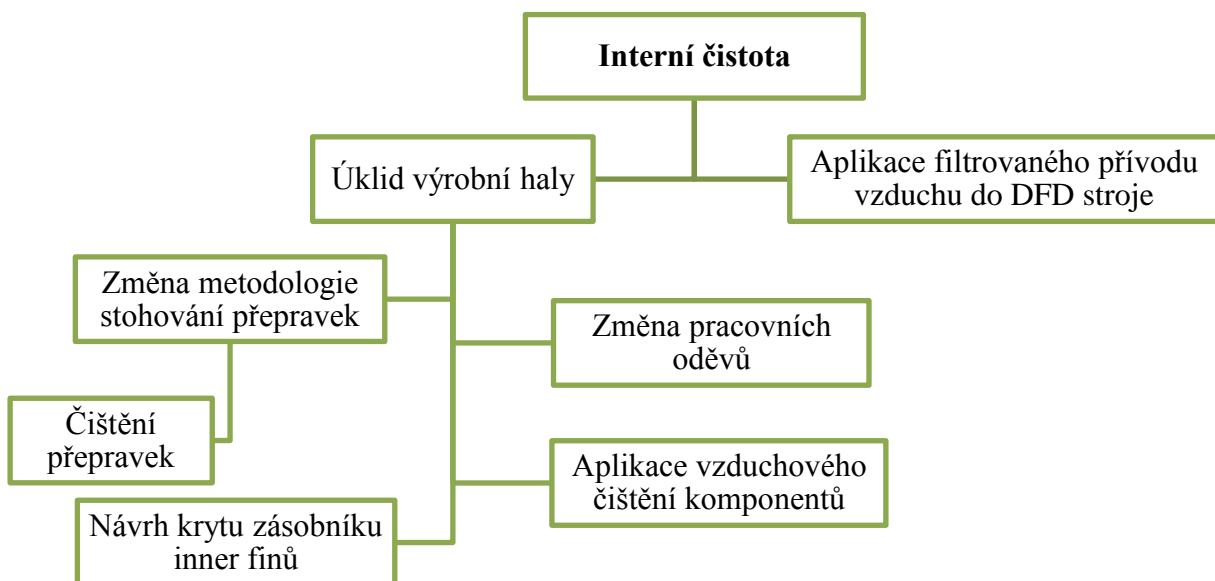 Interní čistota
Úklid výrobní haly
Aplikace filtrovaného přívodu
vzduchu do DFD stroje
Změna metodologie
stohování přepravek
Změna pracovních
oděvů
Čištění
přepravek
Aplikace vzduchového
čištění komponentů
Návrh krytu zásobníku
inner finů